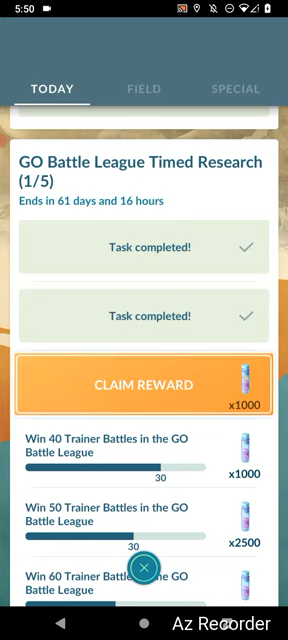 5:50
TODAY FIELD SPECIAL
GO Battle League Timed Research
(1/5)
Ends in 61 days and 16 hours
Task completed!
Task completed!
CLAIM REWARD
x1000
Win 40 Trainer Battles in the GO
Battle League
x1000
30
Win 50 Trainer Battles in the GO
Battle League
x2500
30
Win 60 Trainer Battles in the GO
Battle League
Az Recorder